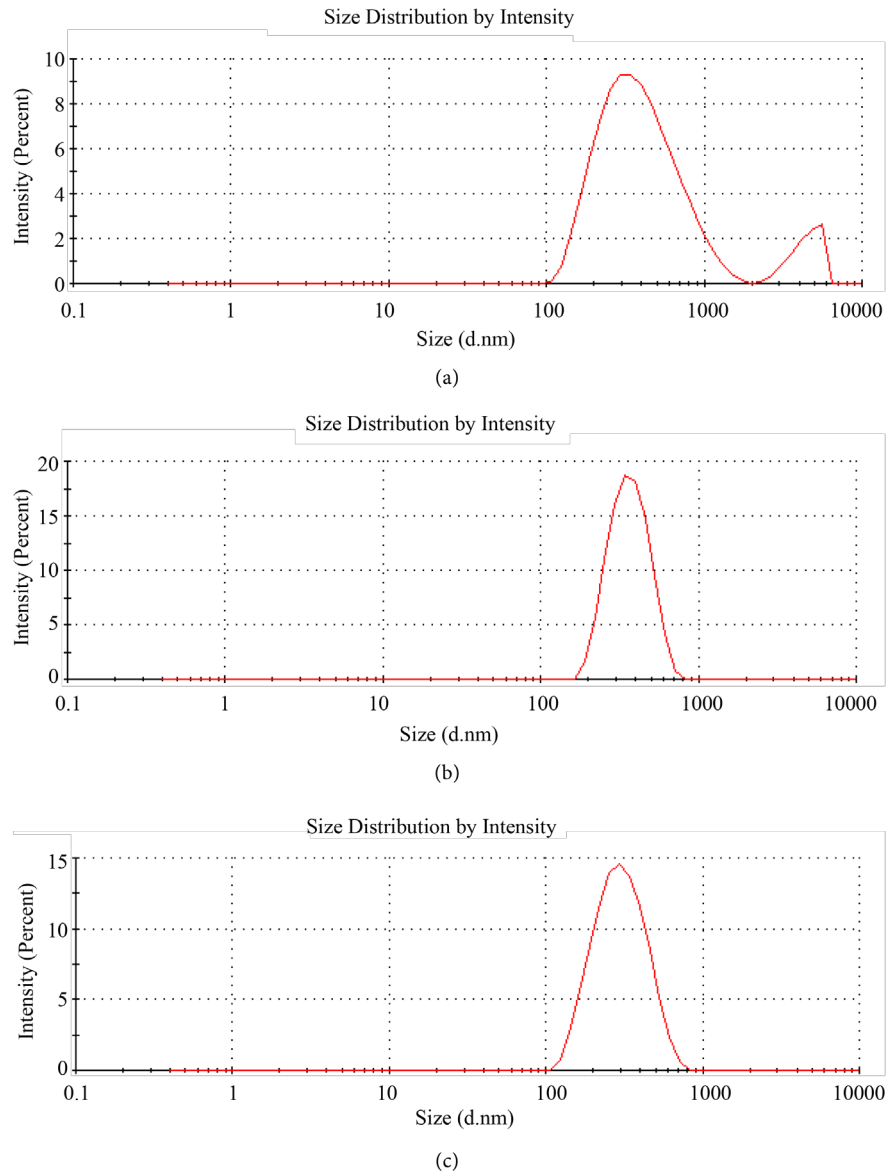 Size Distribution by Intensity
Intensity (Percent)
10
8
6
4
2
0
0.1 1 10 100 1000 10000
Size (d.nm)
(a)
Size Distribution by Intensity
Intensity (Percent)
20
15
10
5
0
0.1 1 10 100 1000 10000
Size (d.nm)
(b)
Size Distribution by Intensity
Intensity (Percent)
15
10
5
0
0.1 1 10 100 1000 10000
Size (d.nm)
(c)